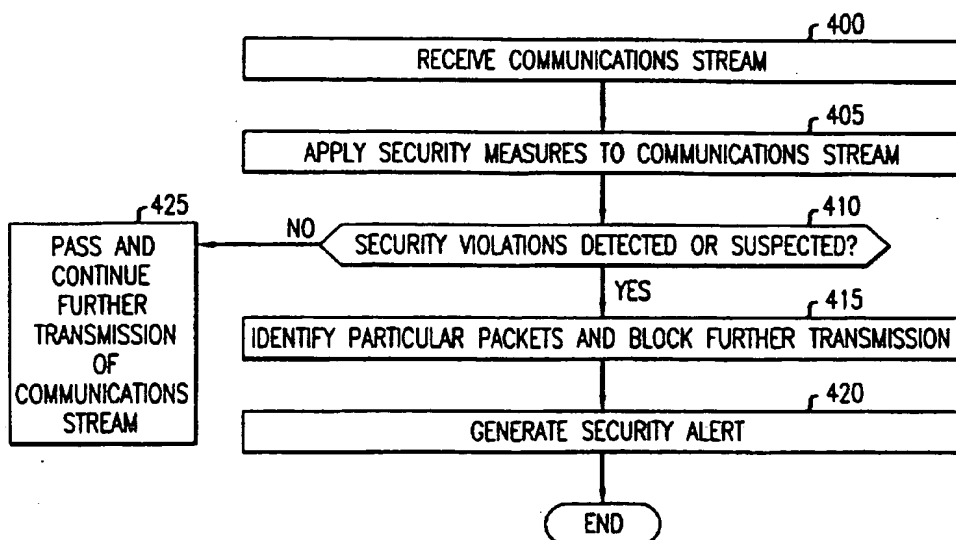 400
RECEIVE COMMUNICATIONS STREAM
405
APPLY SECURITY MEASURES TO COMMUNICATIONS STREAM
410
SECURITY VIOLATIONS DETECTED OR SUSPECTED?
NO
425
PASS AND
CONTINUE
FURTHER
TRANSMISSION
OF
COMMUNICATIONS
STREAM
YES
415
IDENTIFY PARTICULAR PACKETS AND BLOCK FURTHER TRANSMISSION
420
GENERATE SECURITY ALERT
END